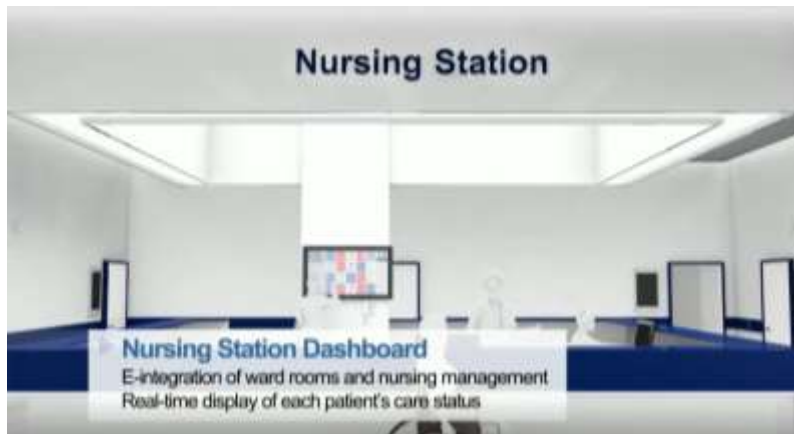 Nursing Station
Nursing Station Dashboard
E-integration of ward rooms and nursing management
Real-time display of each patient's care status